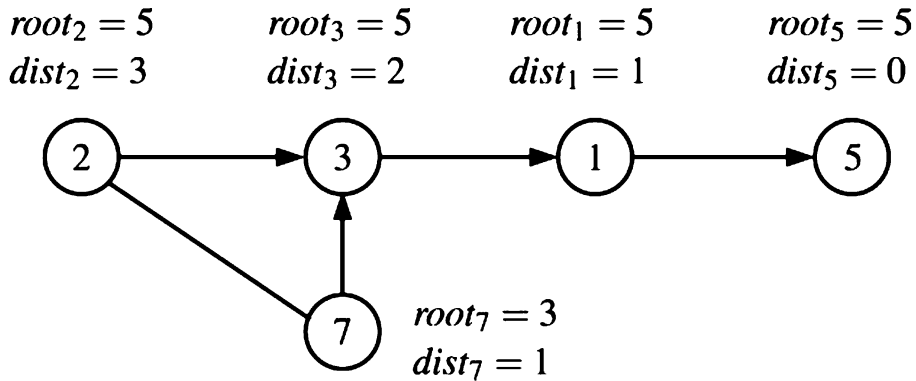 root₂ = 5
dist₂ = 3
root₃ = 5
dist₃ = 2
root₁ = 5
dist₁ = 1
root₅ = 5
dist₅ = 0
2
3
1
5
7
root₇ = 3
dist₇ = 1